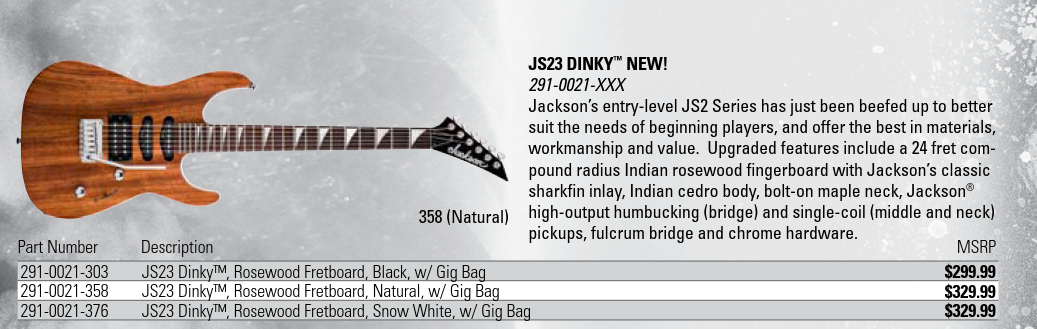 JS23 DINKY™ NEW!
291-0021-XXX
Jackson's entry-level JS2 Series has just been beefed up to better
suit the needs of beginning players, and offer the best in materials,
workmanship and value. Upgraded features include a 24 fret com-
pound radius Indian rosewood fingerboard with Jackson's classic
sharkfin inlay, Indian cedro body, bolt-on maple neck, Jackson®
high-output humbucking (bridge) and single-coil (middle and neck)
pickups, fulcrum bridge and chrome hardware.
Jackson
358 (Natural)
Part Number Description MSRP
291-0021-303 JS23 Dinky™, Rosewood Fretboard, Black, w/ Gig Bag $299.99
291-0021-358 JS23 Dinky™, Rosewood Fretboard, Natural, w/ Gig Bag $329.99
291-0021-376 JS23 Dinky™, Rosewood Fretboard, Snow White, w/ Gig Bag $329.99